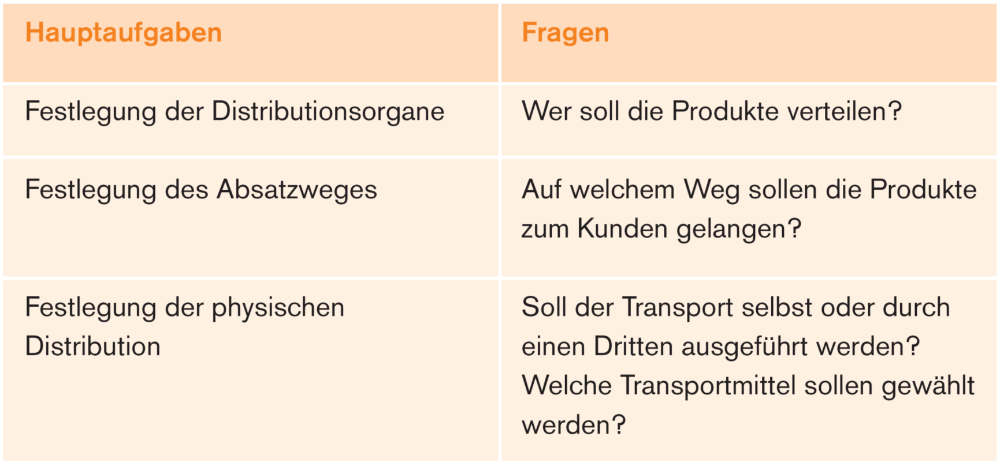 Hauptaufgaben
Fragen
Festlegung der Distributionsorgane
Wer soll die Produkte verteilen?
Festlegung des Absatzweges
Auf welchem Weg sollen die Produkte
zum Kunden gelangen?
Festlegung der physischen
Distribution
Soll der Transport selbst oder durch
einen Dritten ausgeführt werden?
Welche Transportmittel sollen gewählt
werden?